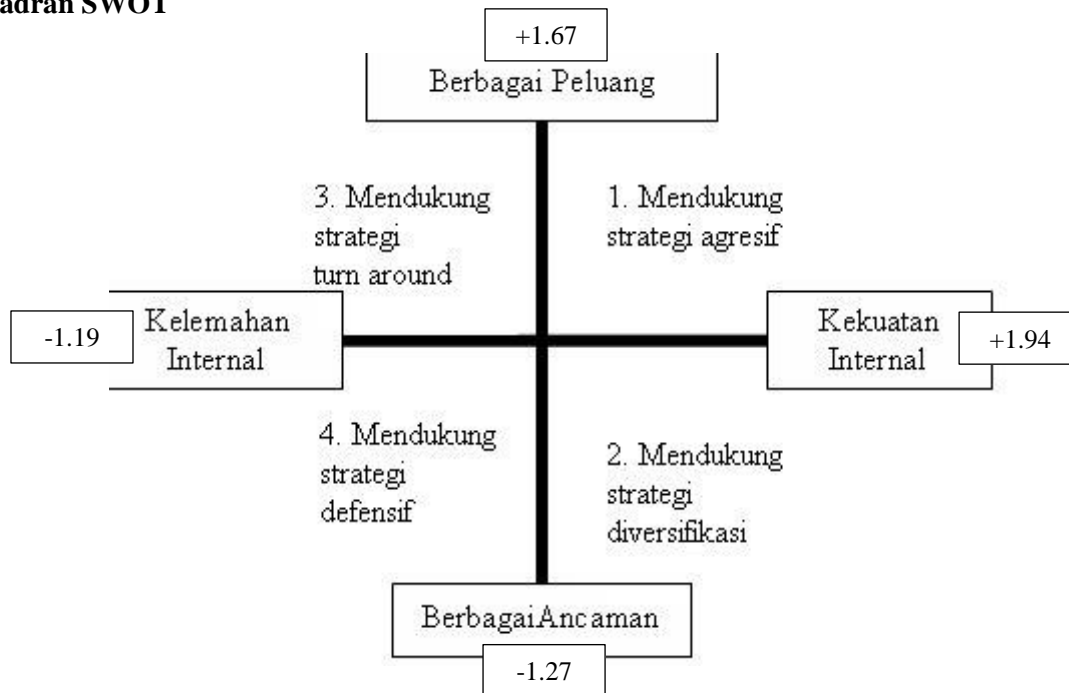 adran SWOT
+1.67
Berbagai Peluang
3. Mendukung
strategi
turn around
1. Mendukung
strategi agresif
-1.19
Kelemahan
Internal
Kekuatan
Internal
+1.94
4. Mendukung
strategi
defensif
2. Mendukung
strategi
diversifikasi
BerbagaiAncaman
-1.27